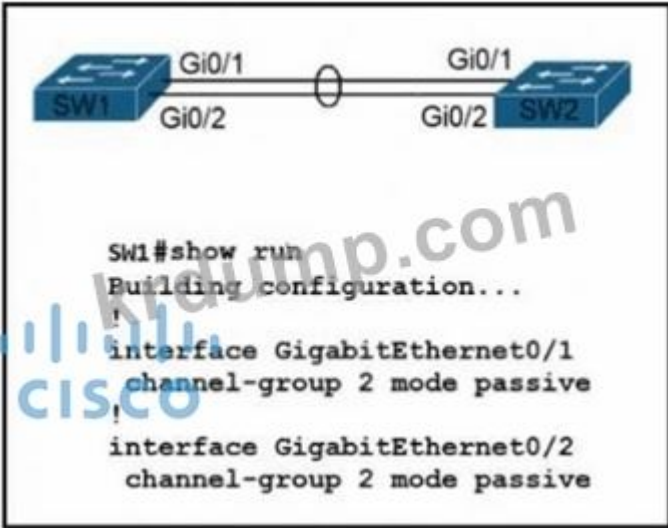 Gi0/1
Gi0/1
SW1
SW2
Gi0/2
Gi0/2
krdump.com
SW1#show run
Building configuration...
!
interface GigabitEthernet0/1
channel-group 2 mode passive
CISCO
!
interface GigabitEthernet0/2
channel-group 2 mode passive